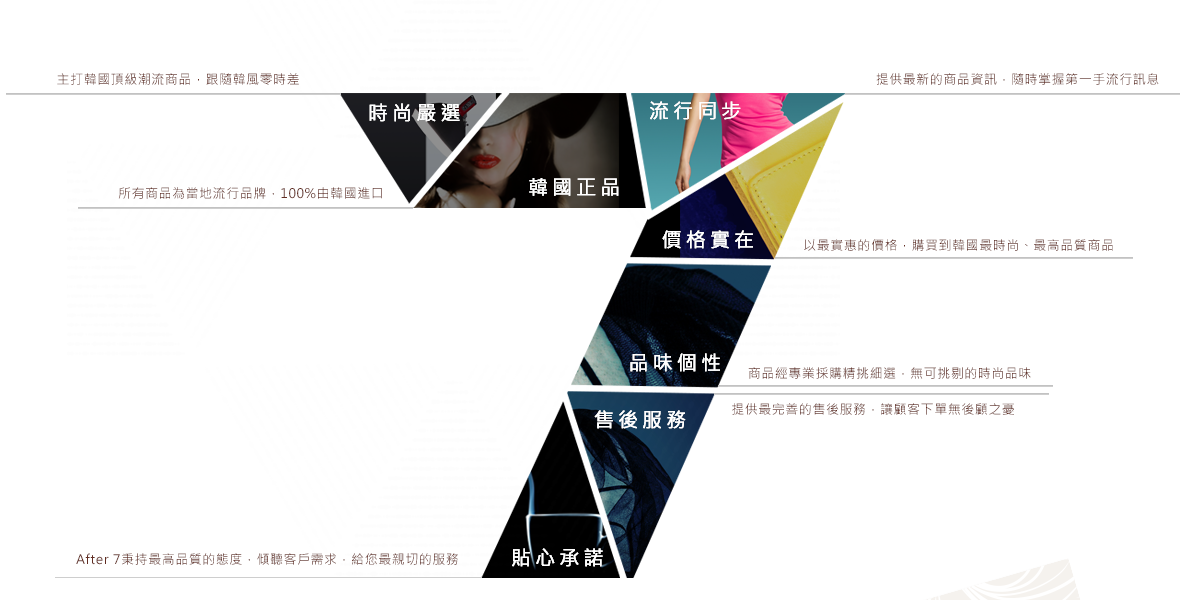 主打韓國頂級潮流商品，跟隨韓風零時差
提供最新的商品資訊，隨時掌握第一手流行訊息
時尚嚴選
流行同步
韓國正品
所有商品為當地流行品牌，100%由韓國進口
價格實在
以最實惠的價格，購買到韓國最時尚、最高品質商品
品味個性
商品經專業採購精挑細選，無可挑剔的時尚品味
提供最完善的售後服務，讓顧客下單無後顧之憂
售後服務
貼心承諾
After 7秉持最高品質的態度，傾聽客戶需求，給您最親切的服務